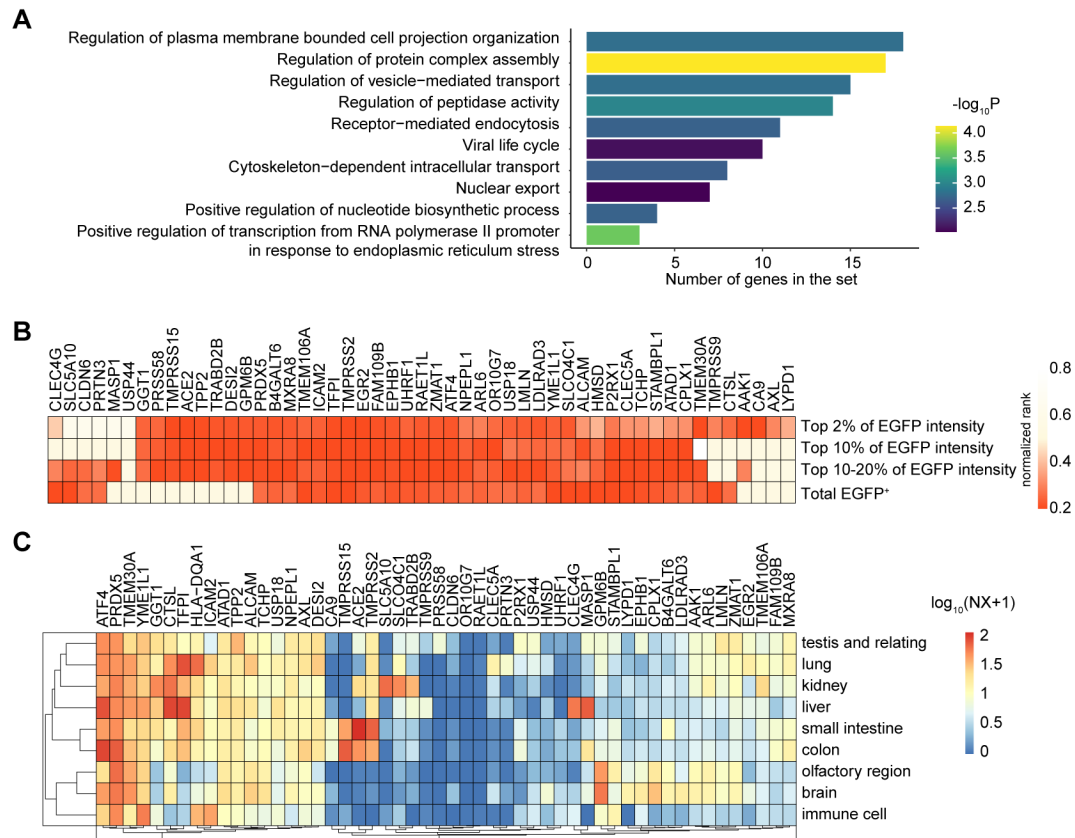 A
Regulation of plasma membrane bounded cell projection organization
Regulation of protein complex assembly
Regulation of vesicle−mediated transport
Regulation of peptidase activity
Receptor−mediated endocytosis
Viral life cycle
Cytoskeleton−dependent intracellular transport
Nuclear export
Positive regulation of nucleotide biosynthetic process
Positive regulation of transcription from RNA polymerase II promoter
in response to endoplasmic reticulum stress
0
5
10
15
Number of genes in the set
-log10P
4.0
3.5
3.0
2.5
B
CLEC4G
SLC5A10
CLDN6
PRTN3
MASP1
USP44
GGT1
PRSS58
TMPRSS15
ACE2
TPP2
TRABD2B
DESI2
GPM6B
PRDX5
B4GALT6
MXRA8
TMEM106A
ICAM2
TFPI
TMPRSS2
EGR2
FAM109B
EPHB1
UHRF1
RAET1L
ZMAT1
ATF4
NPEPL1
ARL6
OR10G7
USP18
LMLN
LDLRAD3
YME1L1
SLCO4C1
ALCAM
HMSD
P2RX1
CLEC5A
TCHP
STAMBPL1
ATAD1
CPLX1
TMEM30A
TMPRSS9
CTSL
AAK1
CA9
AXL
LYPD1
Top 2% of EGFP intensity
Top 10% of EGFP intensity
Top 10-20% of EGFP intensity
Total EGFP+
normalized rank
0.8
0.6
0.4
0.2
C
ATF4
PRDX5
TMEM30A
YME1L1
GGT1
CTSL
TFPI
HLA−DQA1
ICAM2
ATAD1
TPP2
ALCAM
TCHP
USP18
NPEPL1
AXL
DESI2
CA9
TMPRSS15
ACE2
TMPRSS2
SLC5A10
SLCO4C1
TRABD2B
TMPRSS9
PRSS58
CLDN6
OR10G7
RAET1L
CLEC5A
PRTN3
P2RX1
USP44
HMSD
UHRF1
CLEC4G
MASP1
GPM6B
STAMBPL1
LYPD1
EPHB1
CPLX1
B4GALT6
LDLRAD3
AAK1
ARL6
LMLN
ZMAT1
EGR2
TMEM106A
FAM109B
MXRA8
testis and relating
lung
kidney
liver
small intestine
colon
olfactory region
brain
immune cell
log10(NX+1)
2
1.5
1
0.5
0